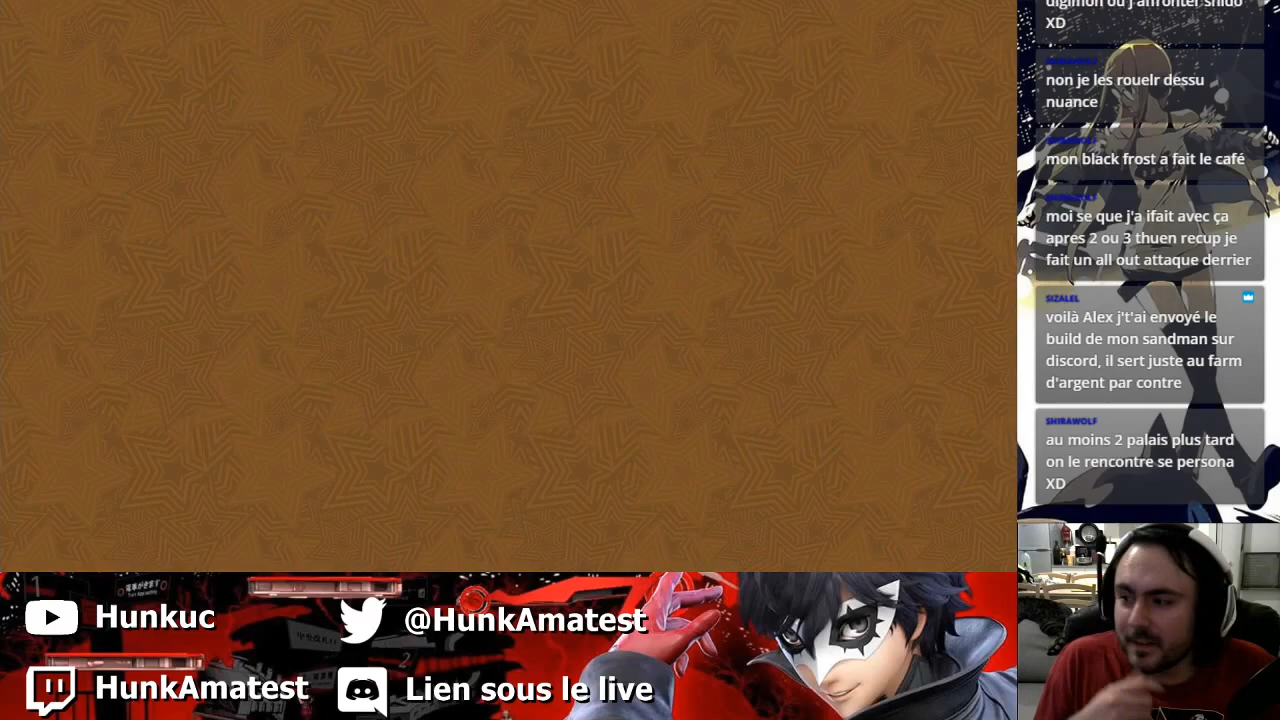 digimon ou j'affronter shido
XD
SHIRAWOLF
non je les rouelr dessu
nuance
mon black frost a fait le café
moi se que j'a ifait avec ça
apres 2 ou 3 thuen recup je
fait un all out attaque derrier
SIZALEL
voilà Alex j't'ai envoyé le
build de mon sandman sur
discord, il sert juste au farm
d'argent par contre
SHIRAWOLF
au moins 2 palais plus tard
on le rencontre se persona
XD
Hunkuc
@HunkAmatest
HunkAmatest
Lien sous le live
1
2